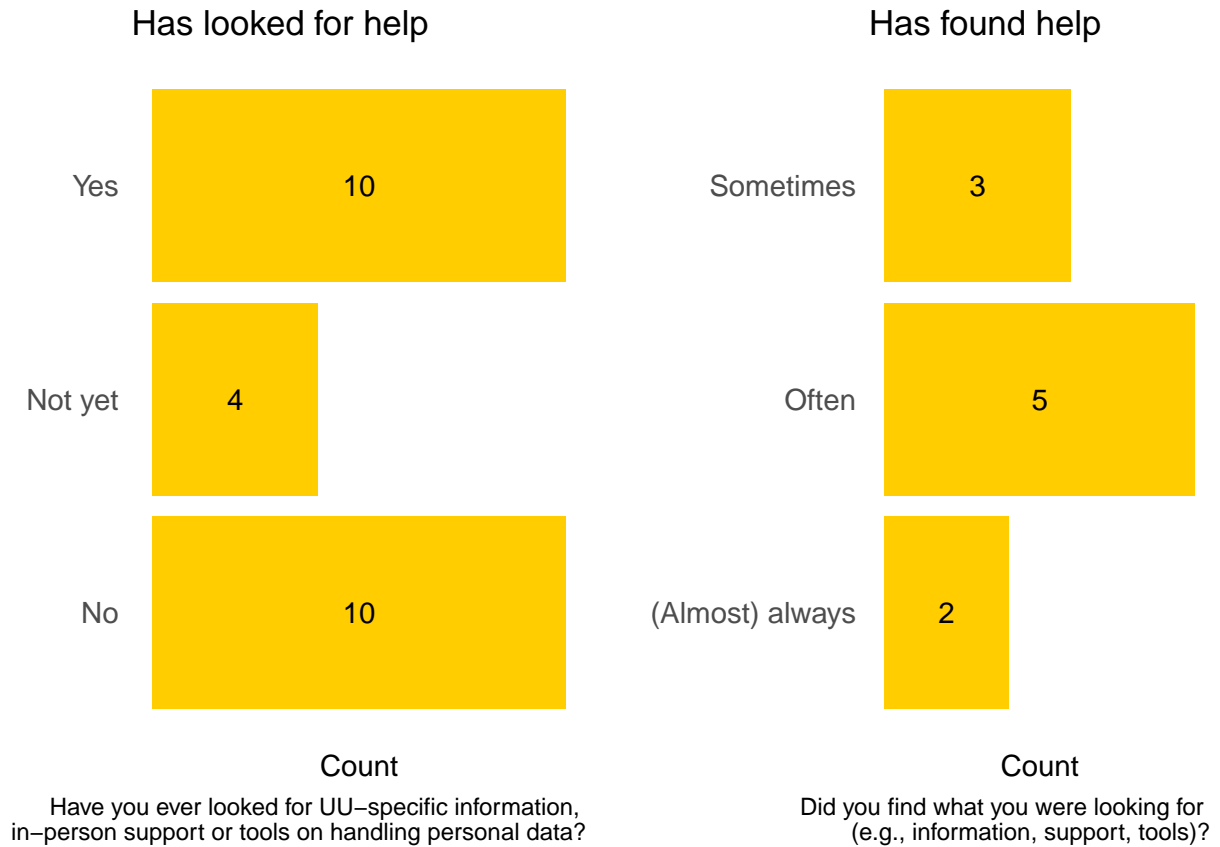 Has looked for help
Yes
10
Not yet
4
No
10
Count
Have you ever looked for UU−specific information,
in−person support or tools on handling personal data?
Has found help
Sometimes
3
Often
5
(Almost) always
2
Count
Did you find what you were looking for
(e.g., information, support, tools)?